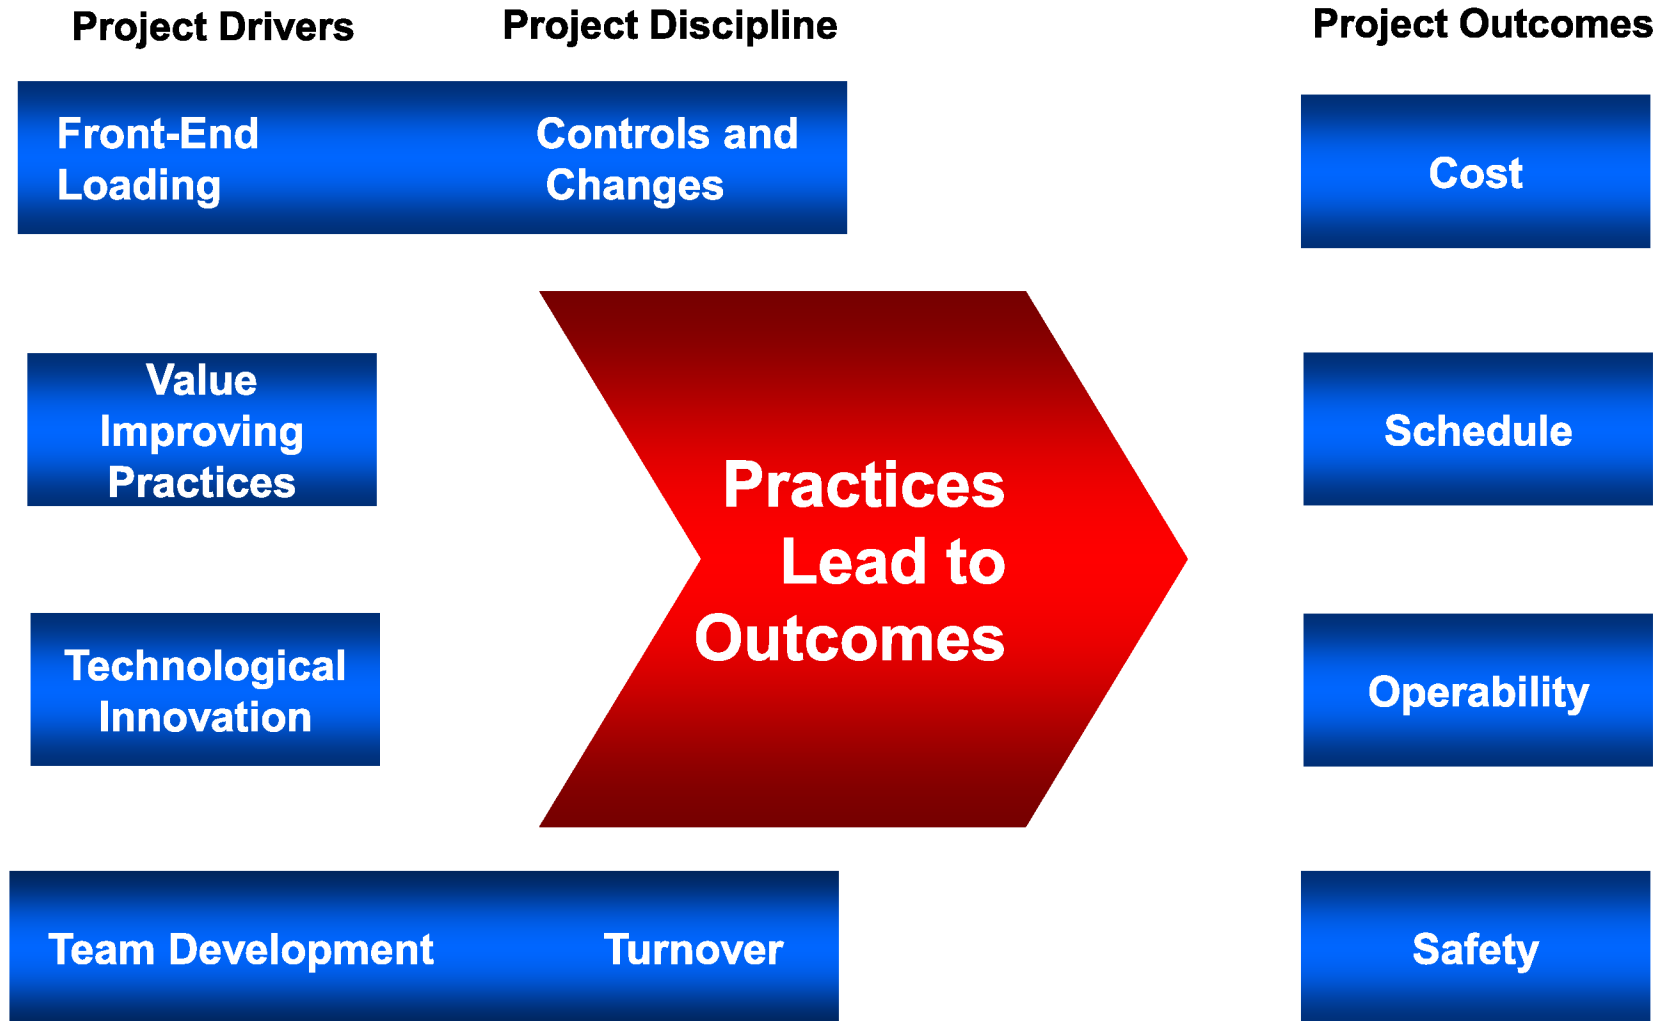 Project Drivers
Project Discipline
Project Outcomes
Front-End
Loading
Controls and
Changes
Cost
Value
Improving
Practices
Practices
Lead to
Outcomes
Schedule
Technological
Innovation
Operability
Team Development
Turnover
Safety